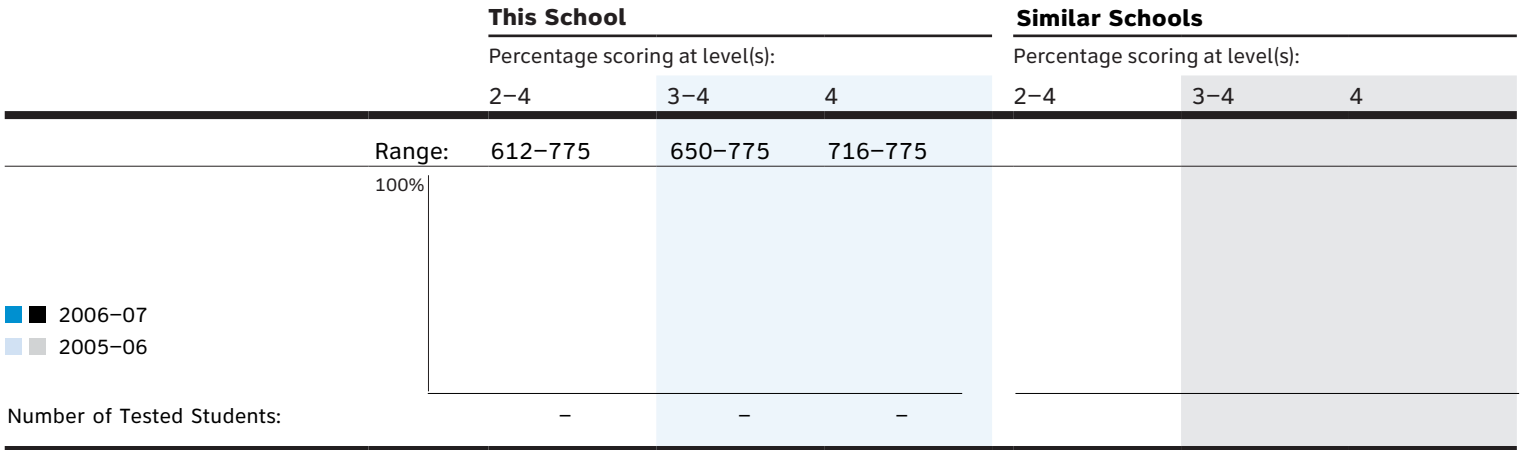 This School Similar Schools
Percentage scoring at level(s): Percentage scoring at level(s):
2–4 3–4 4 2–4 3–4 4
Range: 612–775 650–775 716–775
100%
2006–07
2005–06
Number of Tested Students: – – –